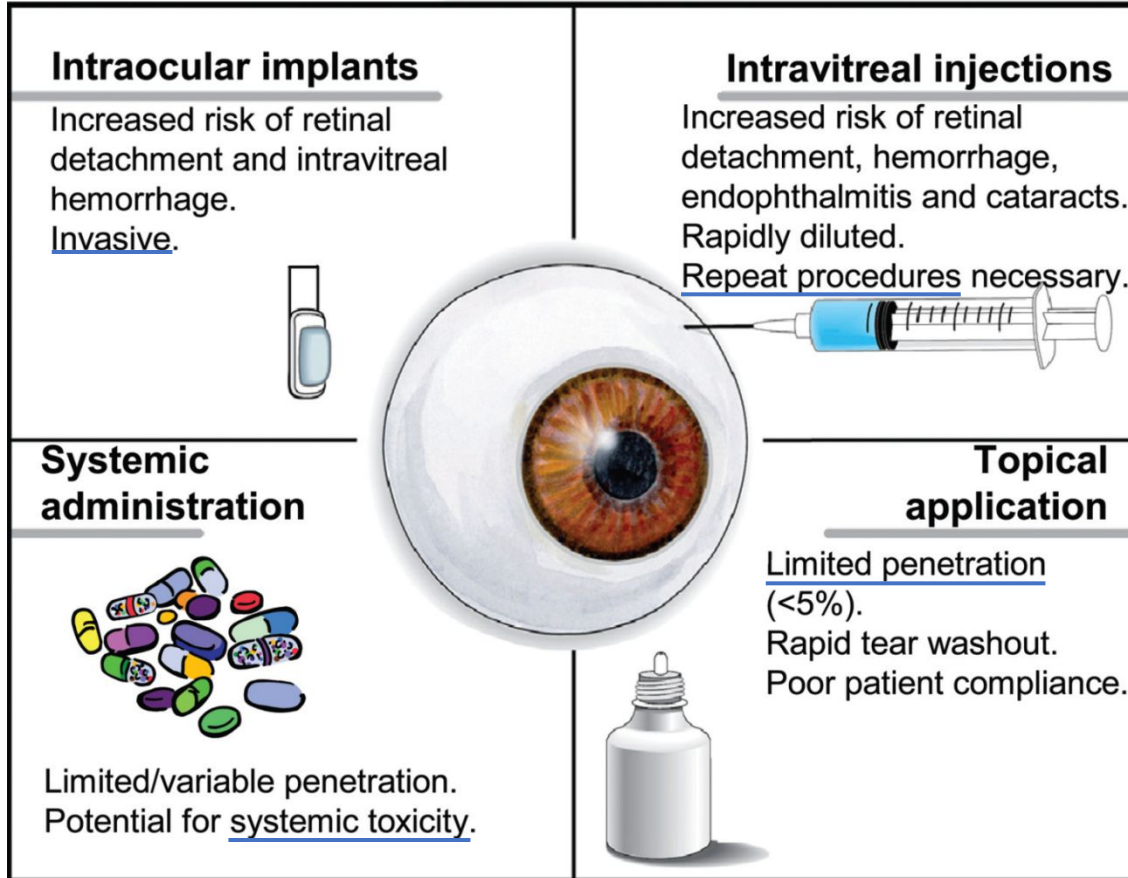 Intraocular implants
Increased risk of retinal
detachment and intravitreal
hemorrhage.
Invasive.
Intravitreal injections
Increased risk of retinal
detachment, hemorrhage,
endophthalmitis and cataracts.
Rapidly diluted.
Repeat procedures necessary.
Systemic
administration
Limited/variable penetration.
Potential for systemic toxicity.
Topical
application
Limited penetration
(<5%).
Rapid tear washout.
Poor patient compliance.